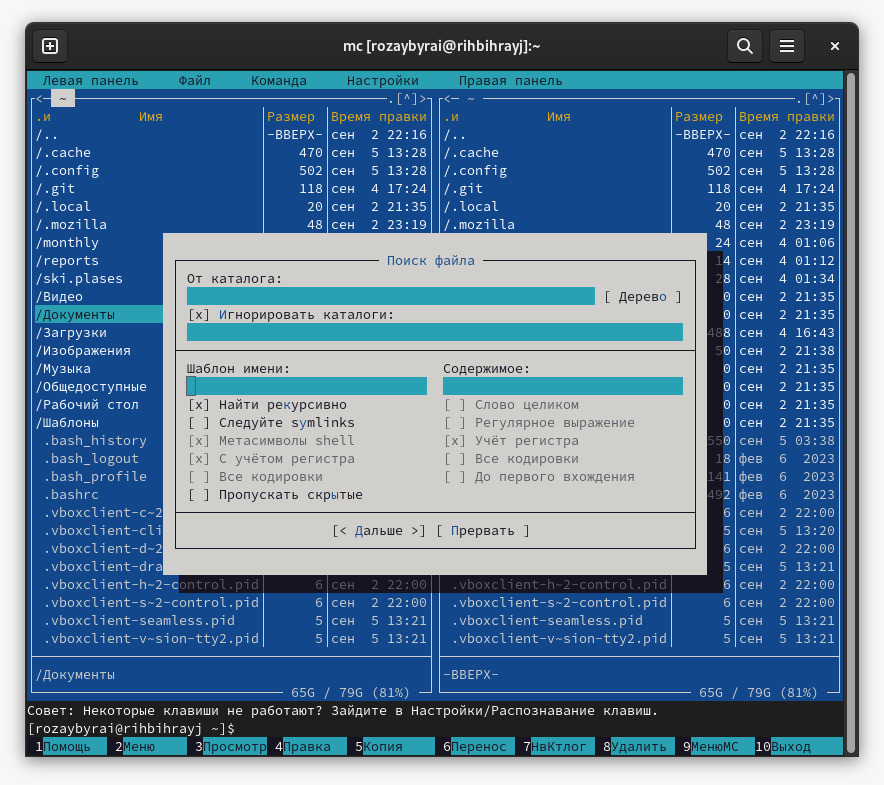 mc [rozaybyrai@rihbihrayj]:~
Левая панель Файл Команда Настройки Правая панель
<─ ~ .[^]> <─ ~ .[^]>
.и Имя Размер Время правки .и Имя Размер Время правки
/.. -ВВЕРХ- сен 2 22:16 /.. -ВВЕРХ- сен 2 22:16
/.cache 470 сен 5 13:28 /.cache 470 сен 5 13:28
/.config 502 сен 5 13:28 /.config 502 сен 5 13:28
/.git 118 сен 4 17:24 /.git 118 сен 4 17:24
/.local 20 сен 2 21:35 /.local 20 сен 2 21:35
/.mozilla 48 сен 2 23:19 /.mozilla 48 сен 2 23:19
/monthly 24 сен 4 01:06
/reports Поиск файла 14 сен 4 01:12
/ski.plases От каталога: 28 сен 4 01:34
/Видео [ Дерево ] 0 сен 2 21:35
/Документы [x] Игнорировать каталоги: 0 сен 2 21:35
/Загрузки 488 сен 4 16:43
/Изображения 50 сен 2 21:38
/Музыка Шаблон имени: Содержимое: 0 сен 2 21:35
/Общедоступные 0 сен 2 21:35
/Рабочий стол [x] Найти рекурсивно [ ] Слово целиком 0 сен 2 21:35
/Шаблоны [ ] Следуйте symlinks [ ] Регулярное выражение 0 сен 2 21:35
.bash_history [x] Метасимволы shell [x] Учёт регистра 550 сен 5 03:38
.bash_logout [x] С учётом регистра [ ] Все кодировки 18 фев 6 2023
.bash_profile [ ] Все кодировки [ ] До первого вхождения 141 фев 6 2023
.bashrc [ ] Пропускать скрытые 492 фев 6 2023
.vboxclient-c~2 6 сен 2 22:00
.vboxclient-cli [< Дальше >] [ Прервать ] 5 сен 5 13:20
.vboxclient-d~2 6 сен 2 22:00
.vboxclient-dra 5 сен 5 13:21
.vboxclient-h~2-control.pid 6 сен 2 22:00 .vboxclient-h~2-control.pid 6 сен 2 22:00
.vboxclient-s~2-control.pid 6 сен 2 22:00 .vboxclient-s~2-control.pid 6 сен 2 22:00
.vboxclient-seamless.pid 5 сен 5 13:21 .vboxclient-seamless.pid 5 сен 5 13:21
.vboxclient-v~sion-tty2.pid 5 сен 5 13:21 .vboxclient-v~sion-tty2.pid 5 сен 5 13:21
/Документы -ВВЕРХ-
65G / 79G (81%) 65G / 79G (81%)
Совет: Некоторые клавиши не работают? Зайдите в Настройки/Распознавание клавиш.
[rozaybyrai@rihbihrayj ~]$
1Помощь 2Меню 3Просмотр 4Правка 5Копия 6Перенос 7НвКтлог 8Удалить 9МенюМС 10Выход